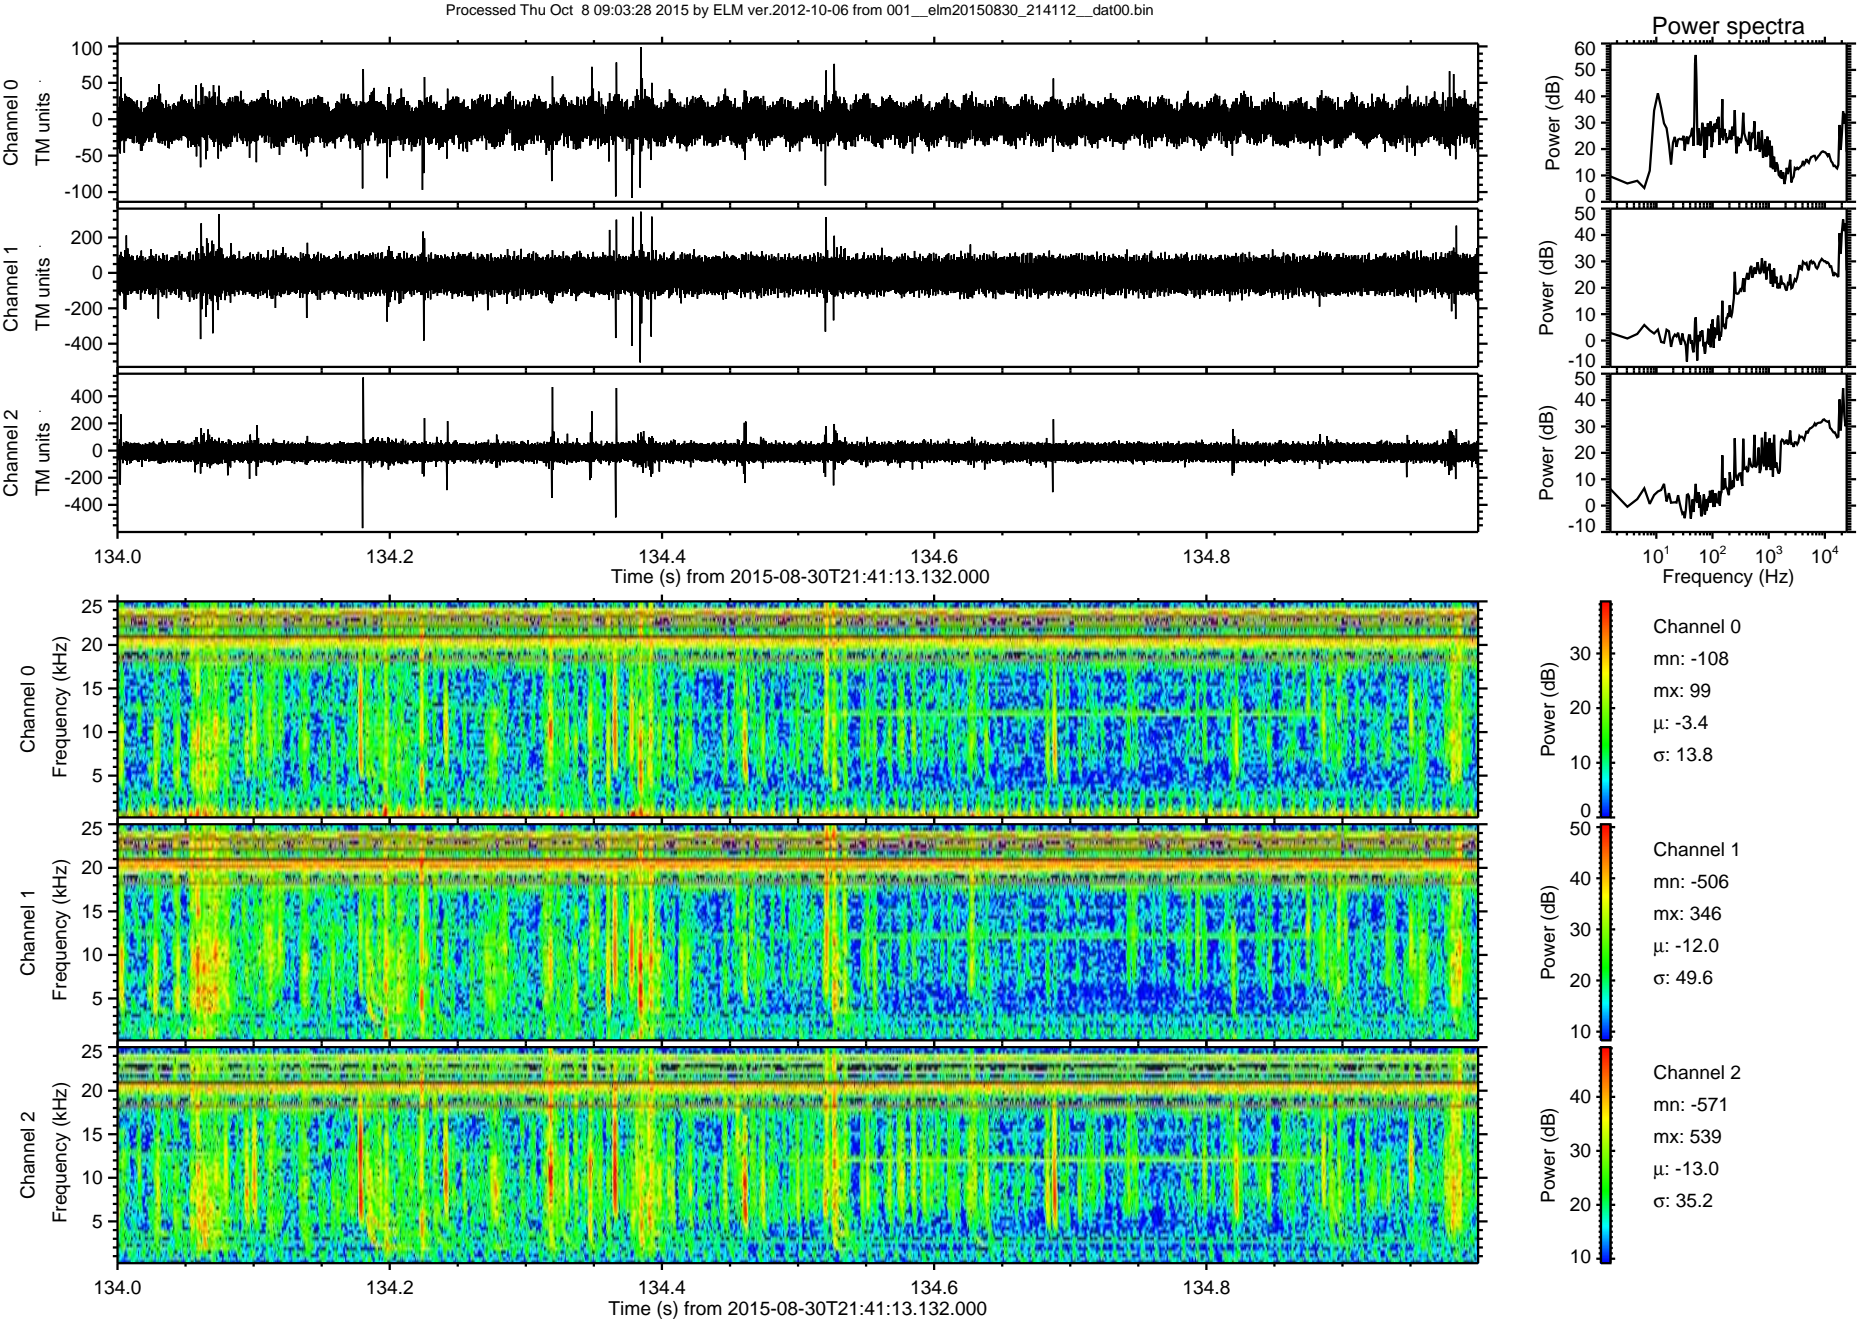 Processed Thu Oct  8 09:03:28 2015 by ELM ver.2012-10-06 from 001__elm20150830_214112__dat00.bin
Power spectra
Channel 0
TM units
100
50
0
-50
-100
Power (dB)
60
50
40
30
20
10
0
Channel 1
TM units
200
0
-200
-400
Power (dB)
50
40
30
20
10
0
-10
Channel 2
TM units
400
200
0
-200
-400
Power (dB)
50
40
30
20
10
0
-10
134.0 134.2 134.4 134.6 134.8
Time (s) from 2015-08-30T21:41:13.132.000
10¹ 10² 10³ 10⁴
Frequency (Hz)
Channel 0
Frequency (kHz)
25
20
15
10
5
Power (dB)
30
20
10
0
Channel 0
mn: -108
mx: 99
μ: -3.4
σ: 13.8
Channel 1
Frequency (kHz)
25
20
15
10
5
Power (dB)
50
40
30
20
10
Channel 1
mn: -506
mx: 346
μ: -12.0
σ: 49.6
Channel 2
Frequency (kHz)
25
20
15
10
5
Power (dB)
40
30
20
10
Channel 2
mn: -571
mx: 539
μ: -13.0
σ: 35.2
134.0 134.2 134.4 134.6 134.8
Time (s) from 2015-08-30T21:41:13.132.000